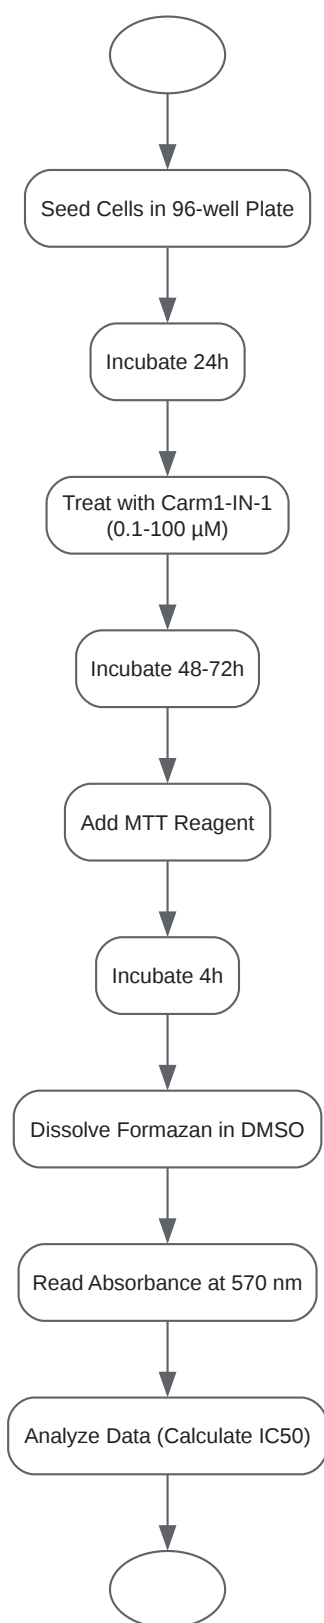 Seed Cells in 96-well Plate
Incubate 24h
Treat with Carm1-IN-1
(0.1-100 µM)
Incubate 48-72h
Add MTT Reagent
Incubate 4h
Dissolve Formazan in DMSO
Read Absorbance at 570 nm
Analyze Data (Calculate IC50)